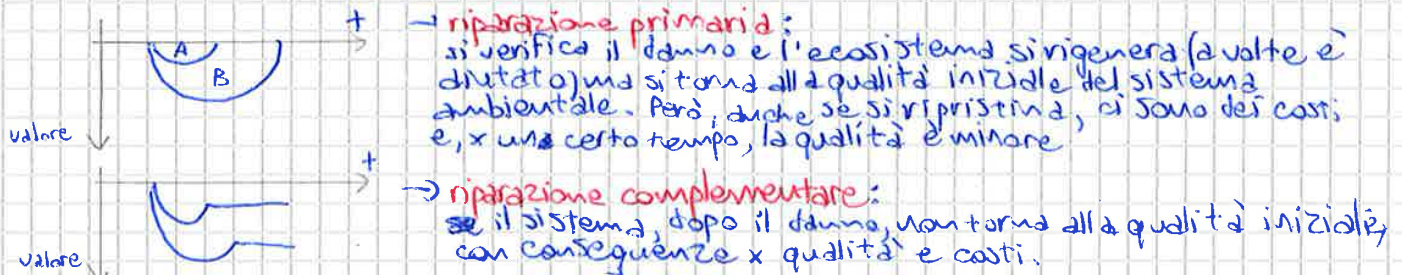 + → riparazione primaria:
A
B
si verifica il danno e l'ecosistema si rigenera (a volte è
aiutato) ma si torna alla qualità iniziale del sistema
ambientale. Però, anche se si ripristina, ci sono dei costi
valore e, x una certo tempo, la qualità è minore
+
→ riparazione complementare:
se il sistema, dopo il danno, non torna alla qualità iniziale,
valore con conseguenze x qualità e costi.